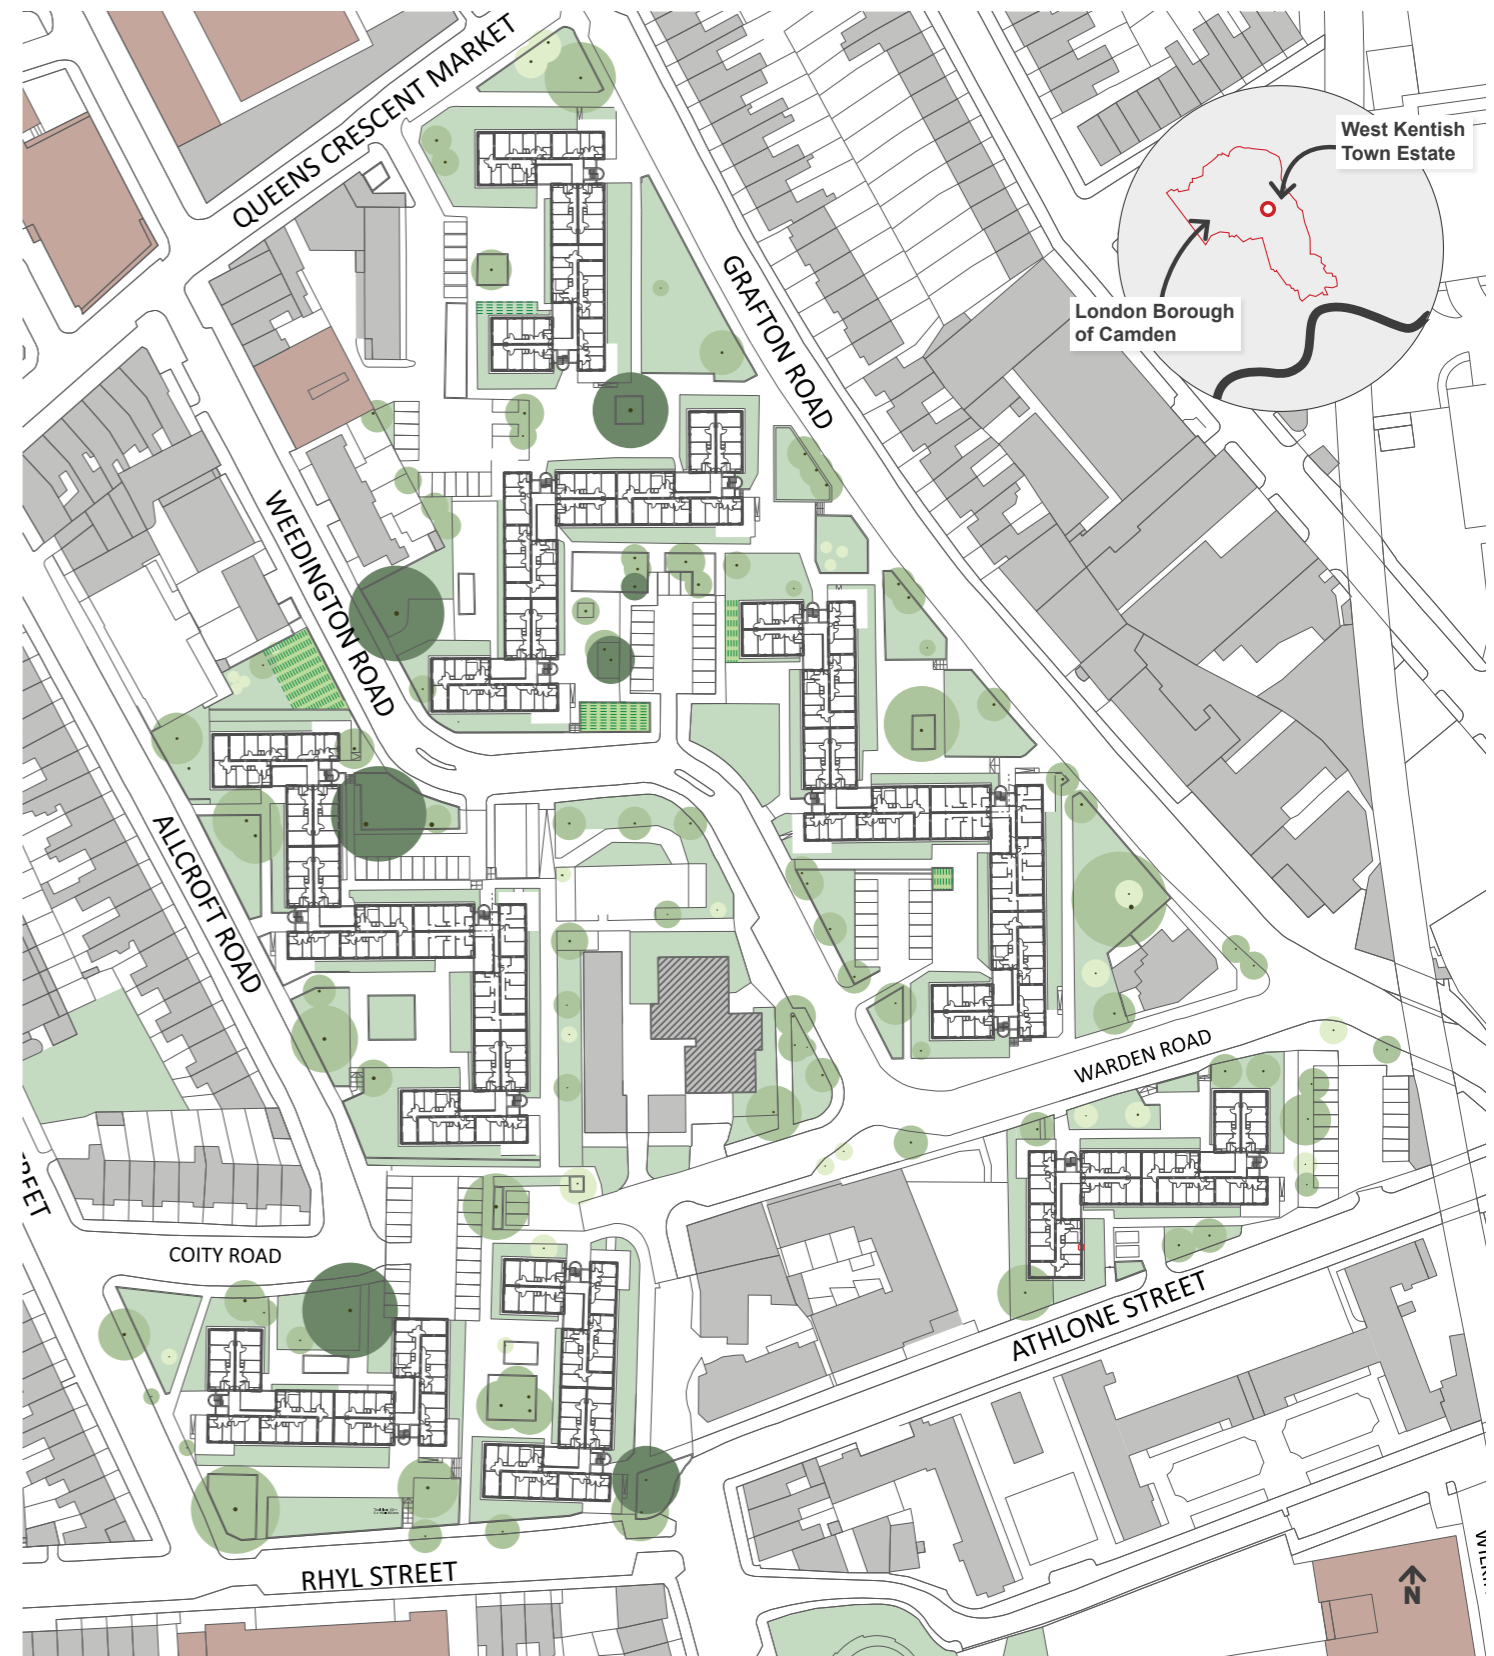 QUEENS CRESCENT MARKET
West Kentish
Town Estate
London Borough
of Camden
GRAFTON ROAD
WEEDINGTON ROAD
ALLCROFT ROAD
WARDEN ROAD
COITY ROAD
ATHLONE STREET
RHYL STREET
N